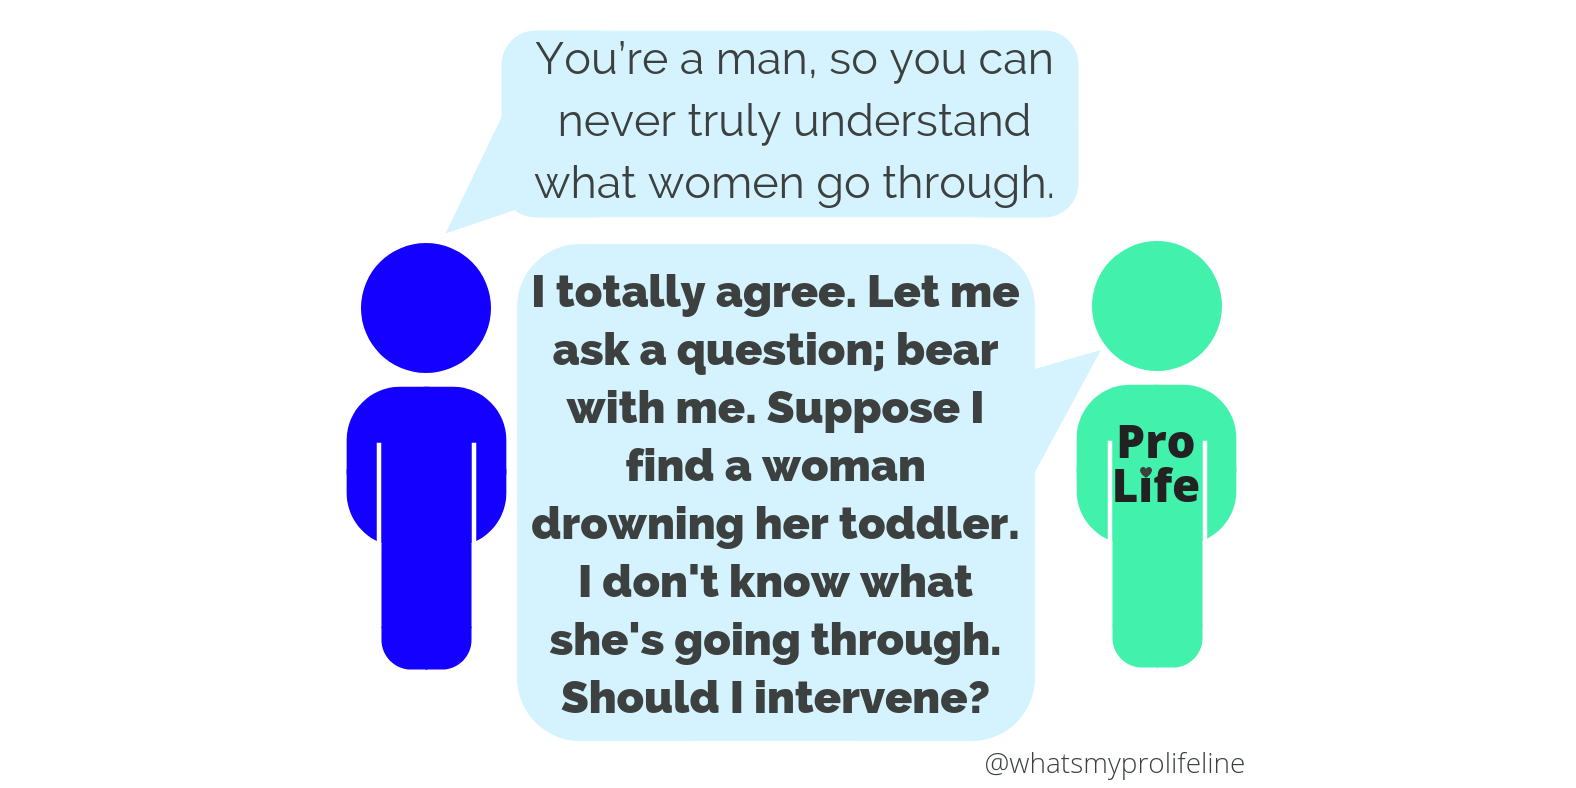 You’re a man, so you can
never truly understand
what women go through.
I totally agree. Let me
ask a question; bear
with me. Suppose I
find a woman
drowning her toddler.
I don't know what
she's going through.
Should I intervene?
Pro
Life
@whatsmyprolifeline